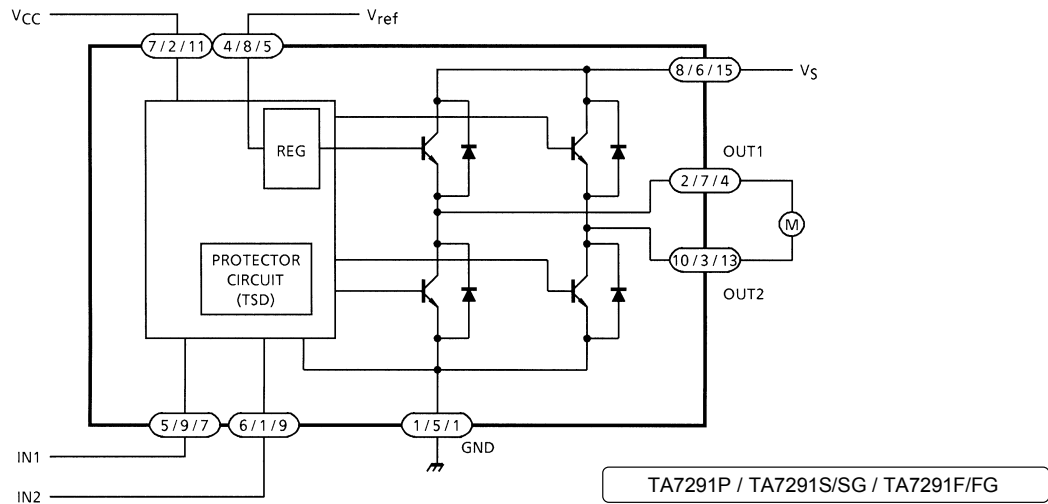 VCC
Vref
7 / 2 / 11
4 / 8 / 5
8 / 6 / 15
VS
REG
OUT1
2 / 7 / 4
M
PROTECTOR
CIRCUIT
(TSD)
10 / 3 / 13
OUT2
5 / 9 / 7
6 / 1 / 9
1 / 5 / 1
GND
IN1
IN2
TA7291P / TA7291S/SG / TA7291F/FG